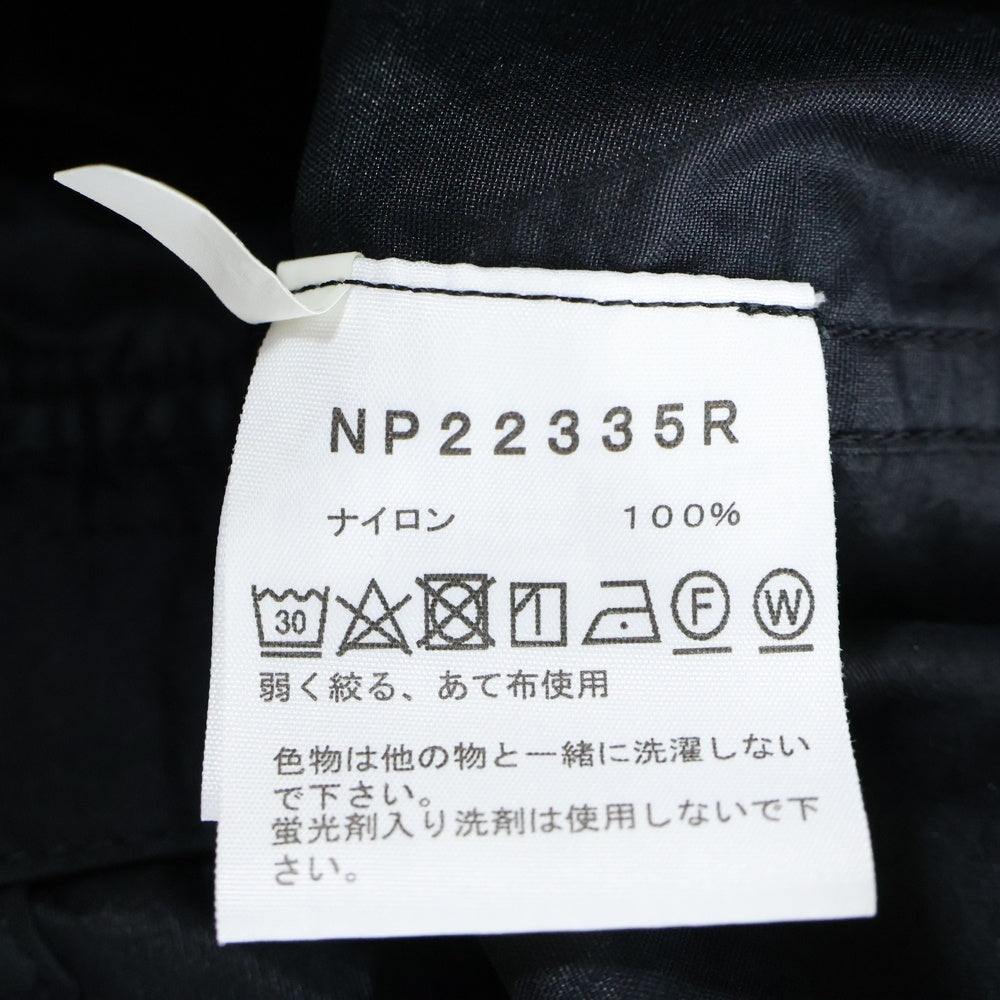 NP22335R
ナイロン 100%
30 F W
弱く絞る、あて布使用
色物は他の物と一緒に洗濯しない
で下さい。
蛍光剤入り洗剤は使用しないで下
さい。